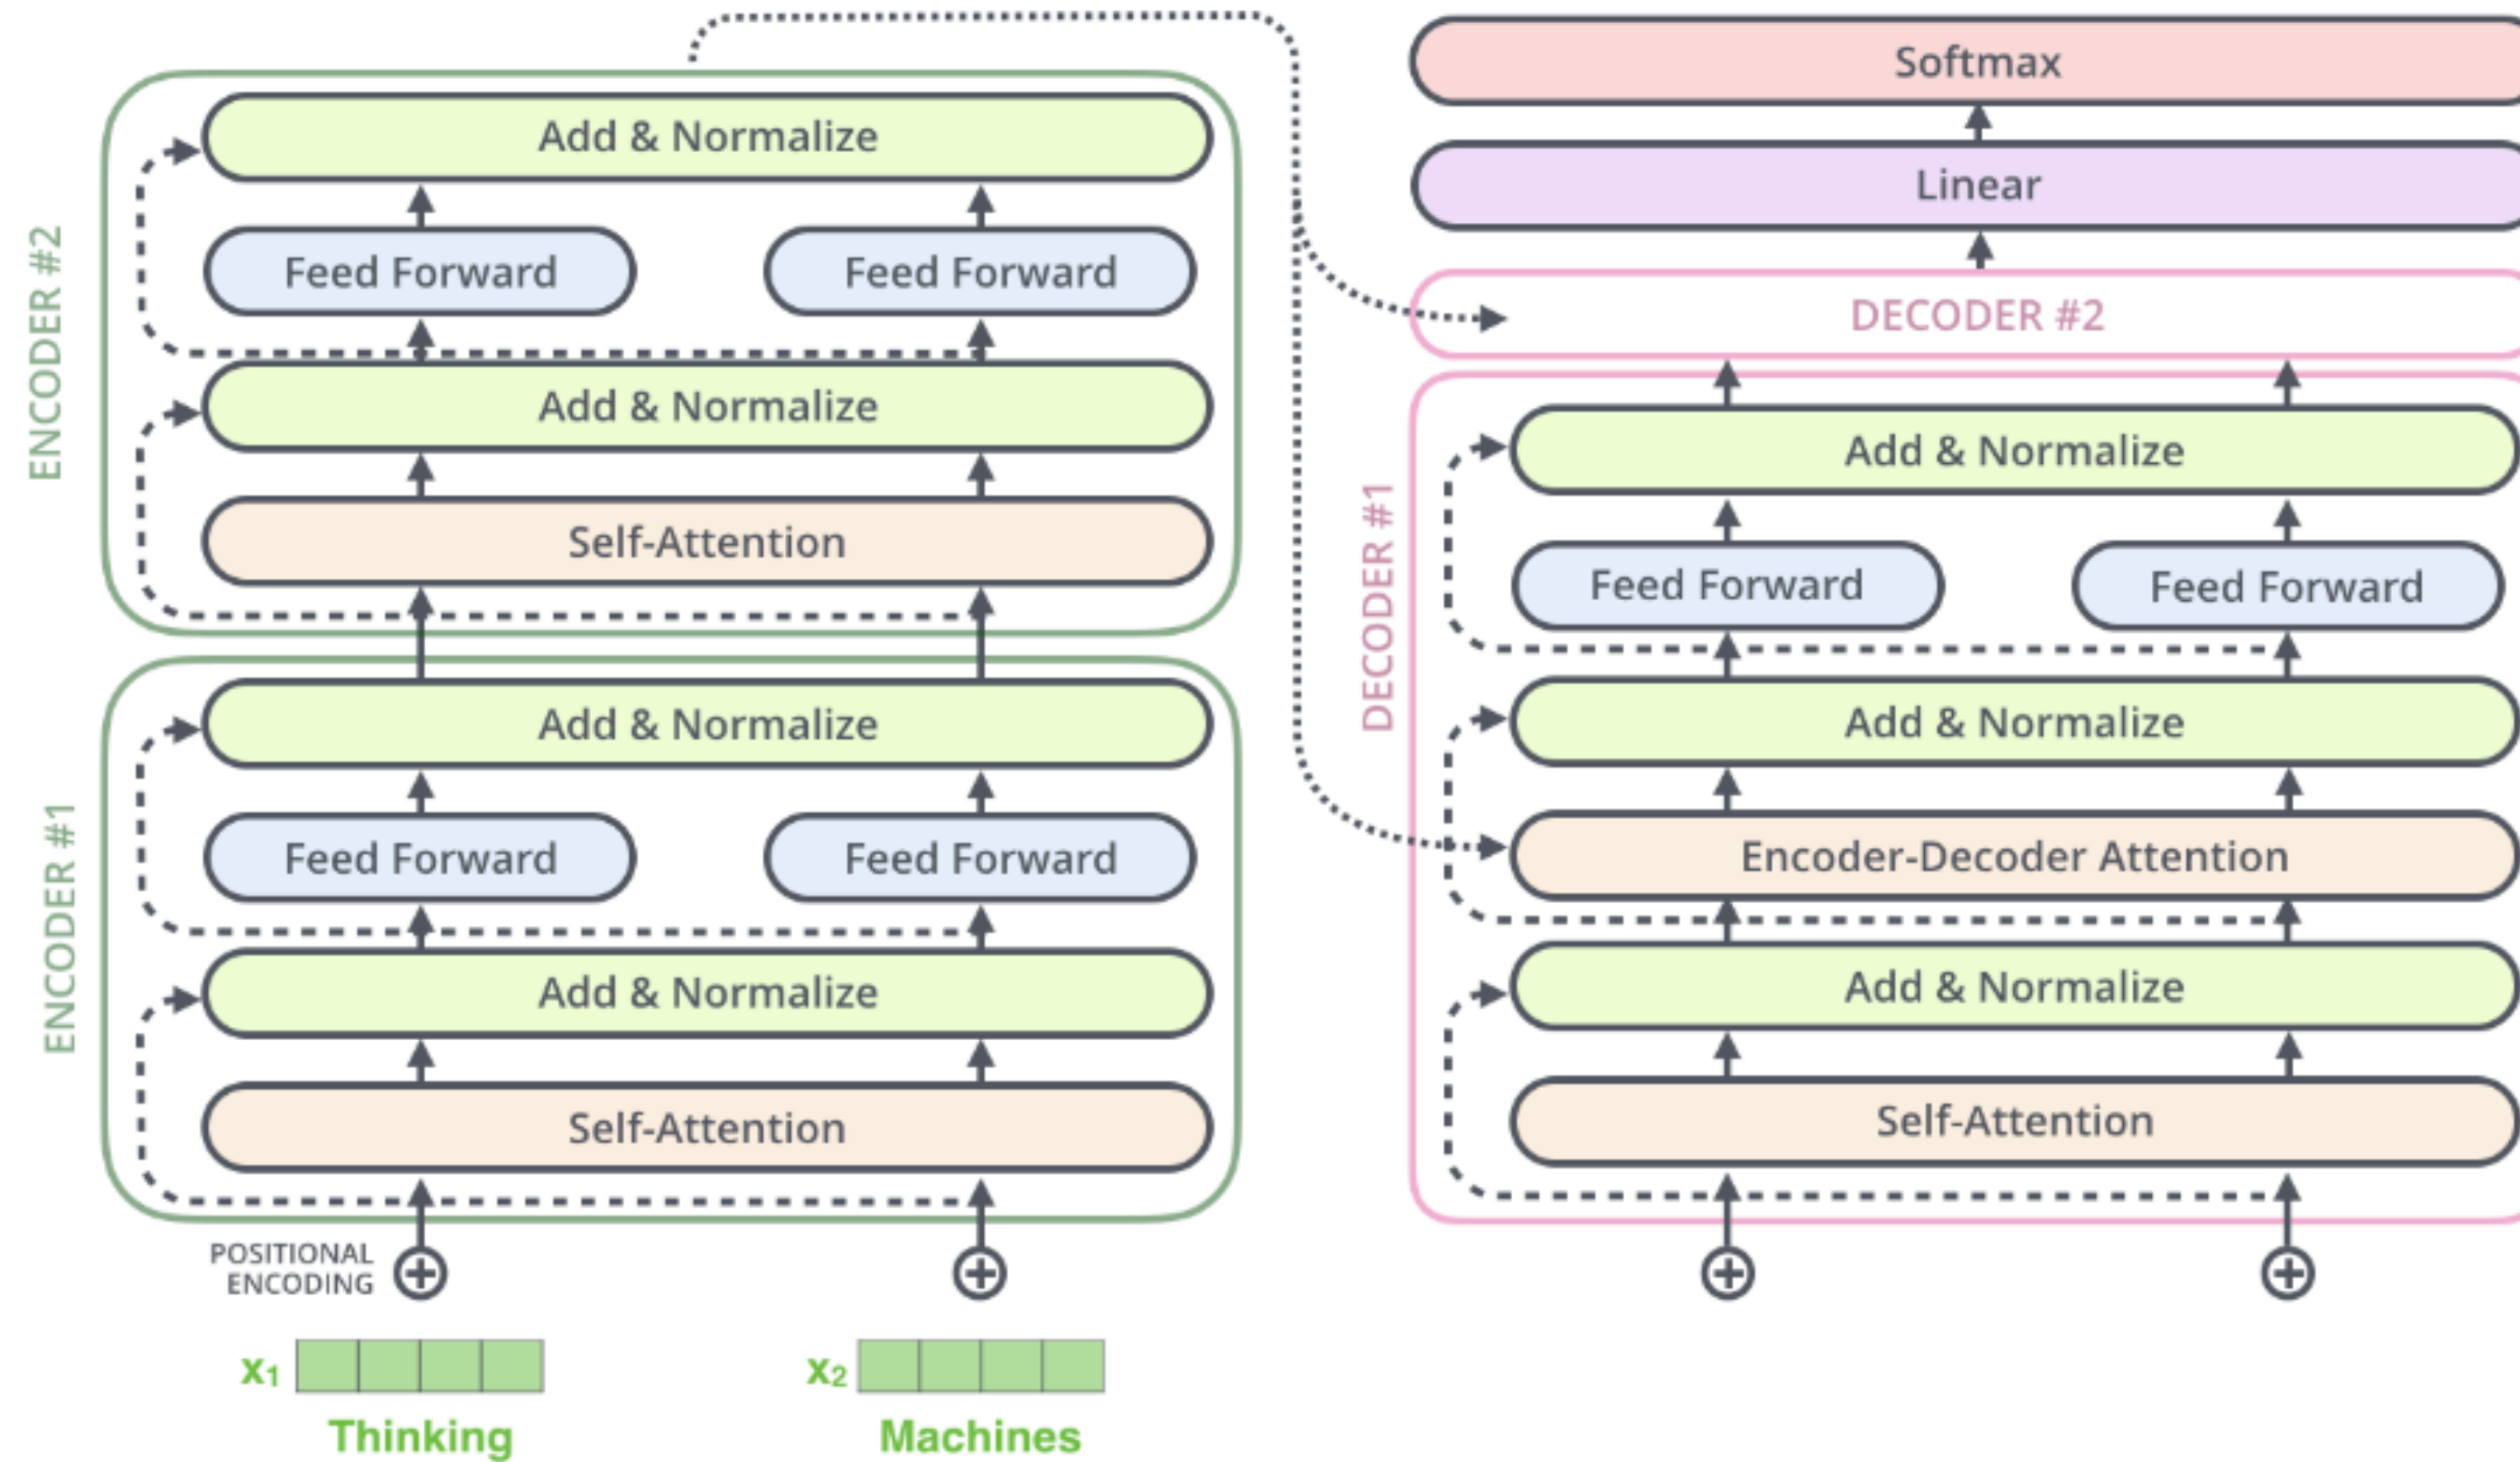 ENCODER #2
Add & Normalize
Feed Forward
Feed Forward
Add & Normalize
Self-Attention
ENCODER #1
Add & Normalize
Feed Forward
Feed Forward
Add & Normalize
Self-Attention
POSITIONAL
ENCODING
x₁
x₂
Thinking
Machines
Softmax
Linear
DECODER #2
DECODER #1
Add & Normalize
Feed Forward
Feed Forward
Add & Normalize
Encoder-Decoder Attention
Add & Normalize
Self-Attention